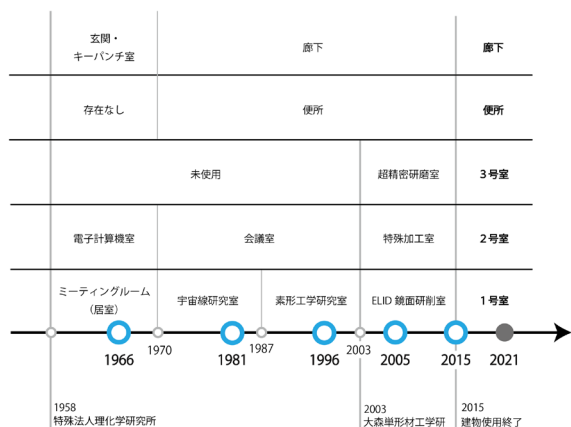 玄関・
キーパンチ室
廊下
廊下
存在なし
便所
便所
未使用
超精密研磨室
3号室
電子計算機室
会議室
特殊加工室
2号室
ミーティングルーム
（居室）
宇宙線研究室
素形工学研究室
ELID 鏡面研削室
1号室
1966
1970
1981
1987
1996
2003
2005
2015
2021
1958
特殊法人理化学研究所
2003
大森単形材工学研
2015
建物使用終了